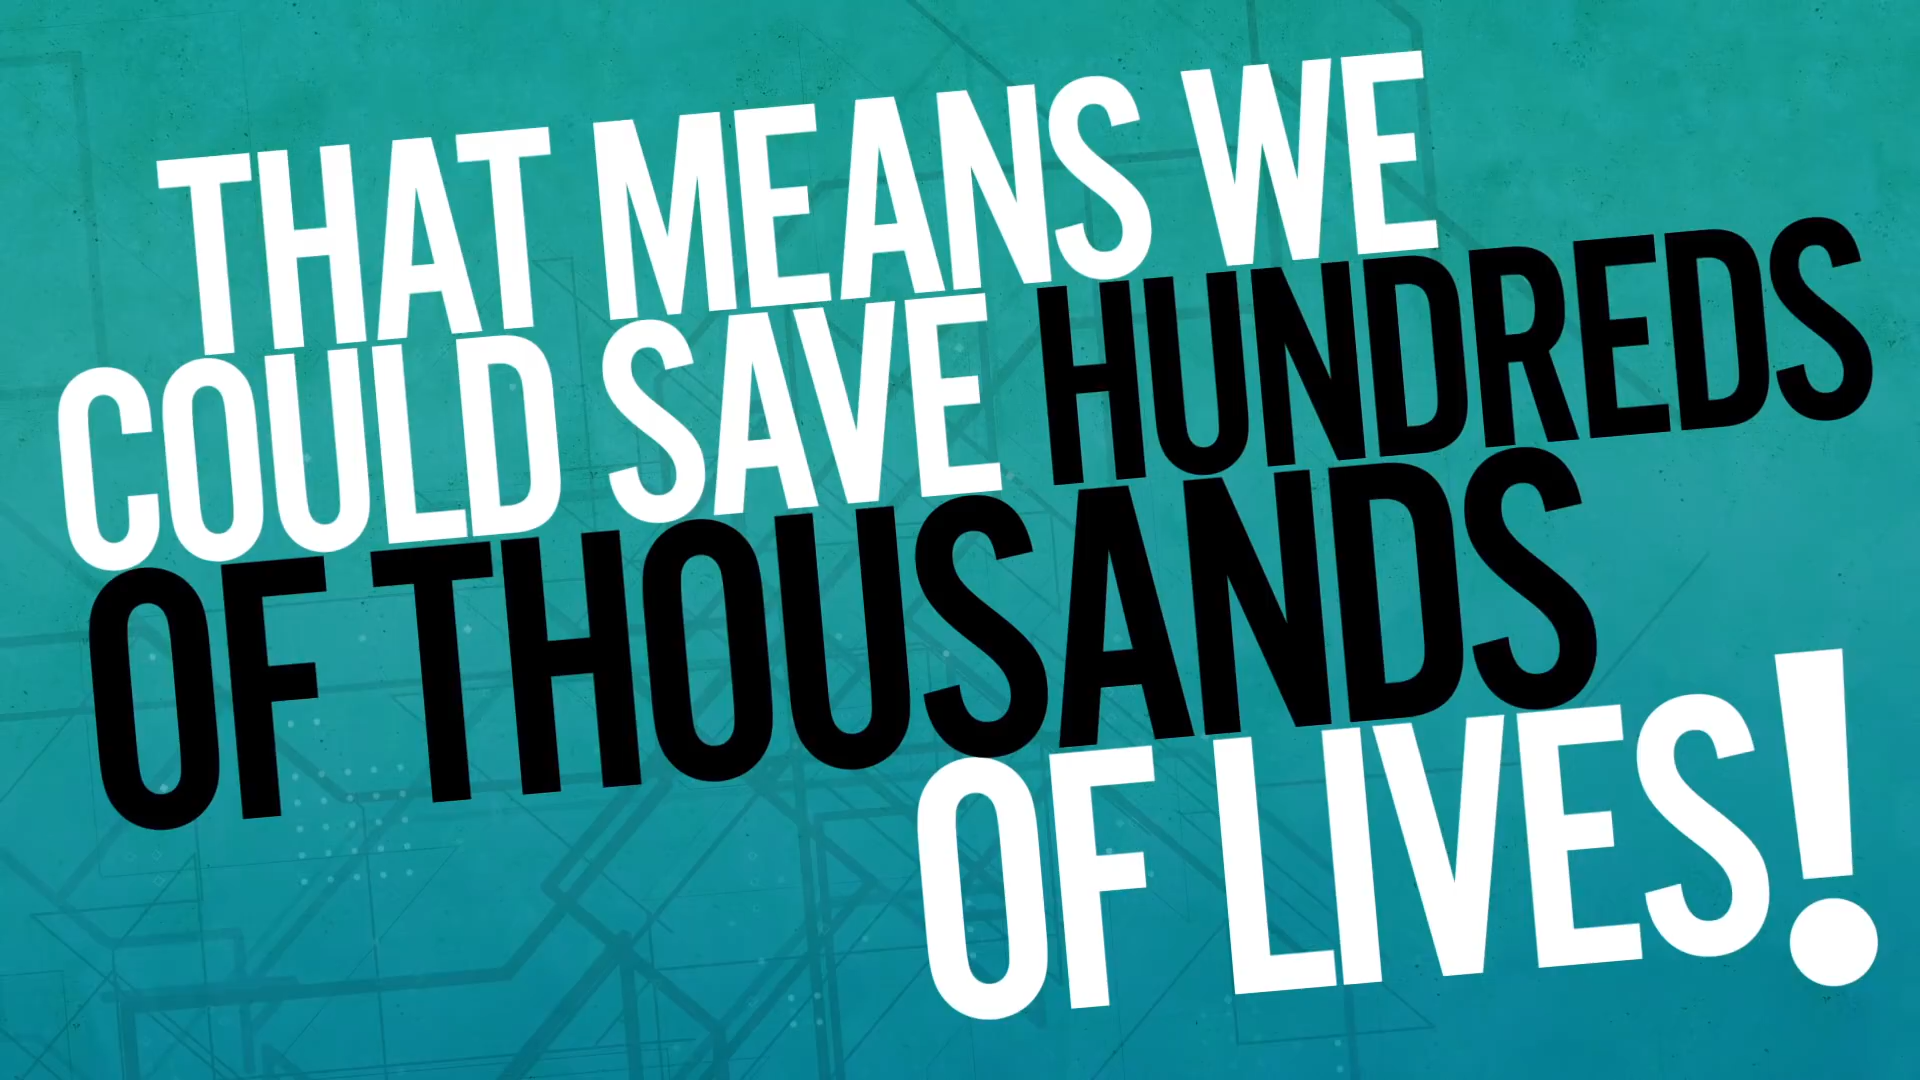 THAT MEANS WE
COULD SAVE HUNDREDS
OF THOUSANDS
OF LIVES!